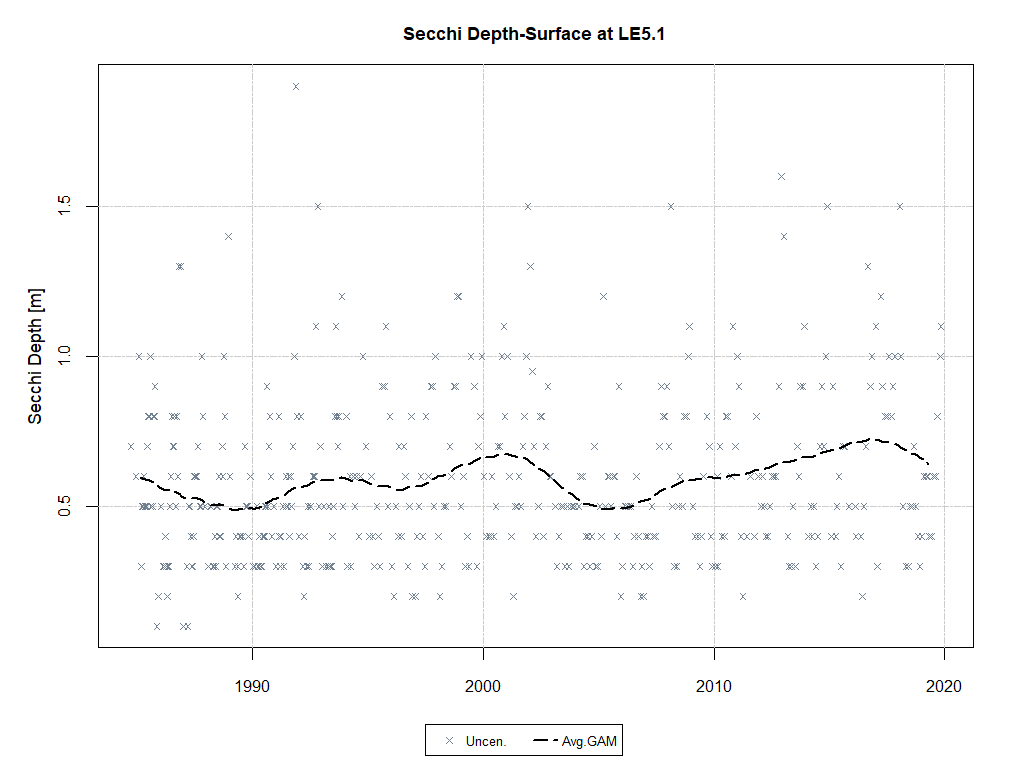 Secchi Depth-Surface at LE5.1
Secchi Depth [m]
1.5
1.0
0.5
1990 2000 2010 2020
Uncen. Avg.GAM